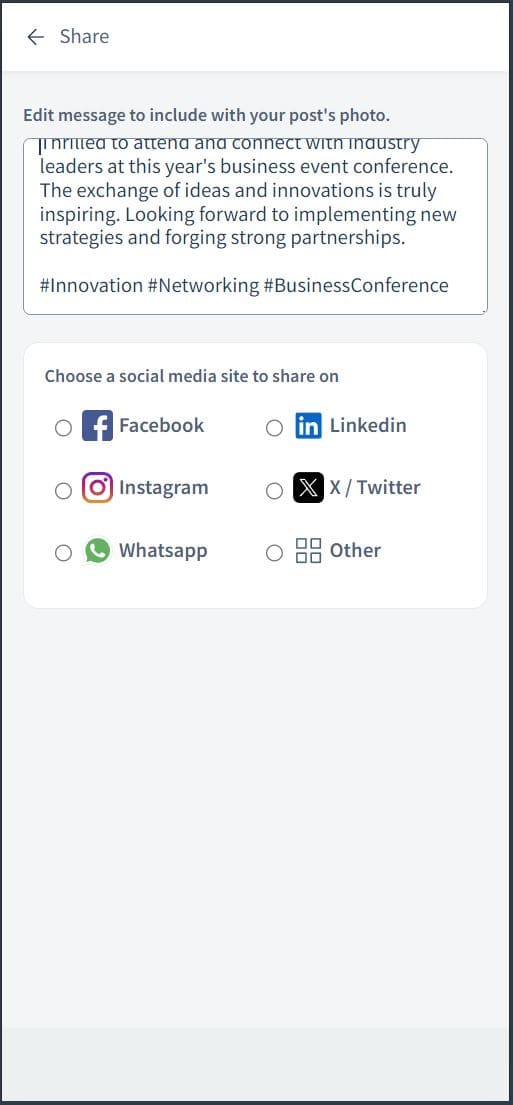 Share
Edit message to include with your post's photo.
Thrilled to attend and connect with industry
leaders at this year's business event conference.
The exchange of ideas and innovations is truly
inspiring. Looking forward to implementing new
strategies and forging strong partnerships.
#Innovation #Networking #BusinessConference
Choose a social media site to share on
Facebook
Linkedin
Instagram
X / Twitter
Whatsapp
Other